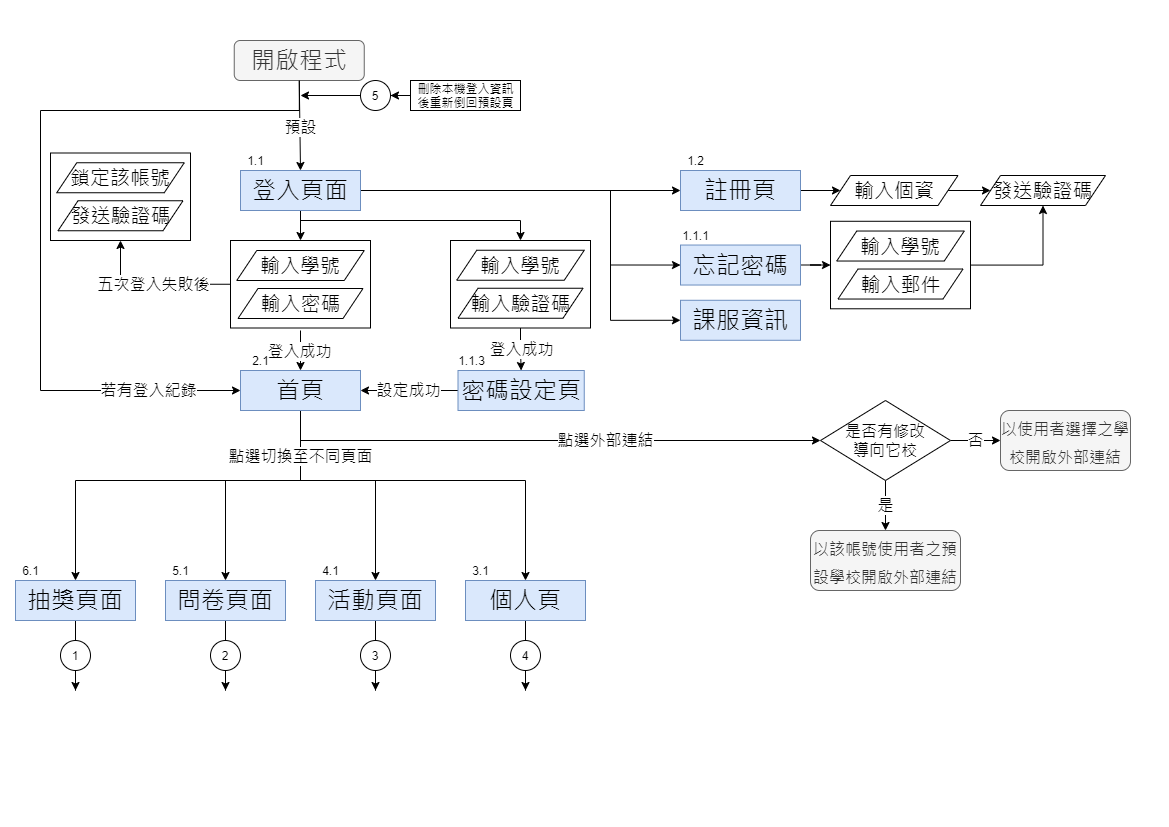 開啟程式
5
刪除本機登入資訊
後重新倒回預設頁
預設
1.1
登入頁面
1.2
註冊頁
輸入個資
發送驗證碼
鎖定該帳號
發送驗證碼
1.1.1
忘記密碼
輸入學號
輸入郵件
輸入學號
輸入密碼
輸入學號
輸入驗證碼
五次登入失敗後
課服資訊
登入成功
登入成功
2.1
首頁
1.1.3
密碼設定頁
若有登入紀錄
設定成功
點選外部連結
是否有修改
導向它校
否
以使用者選擇之學
校開啟外部連結
點選切換至不同頁面
是
以該帳號使用者之預
設學校開啟外部連結
6.1
抽獎頁面
5.1
問卷頁面
4.1
活動頁面
3.1
個人頁
1
2
3
4